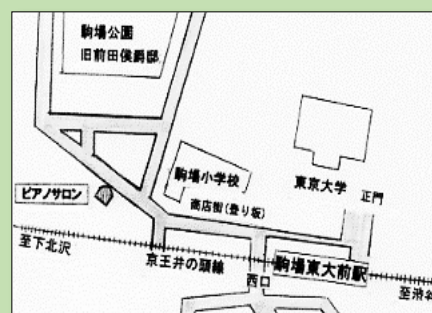 駒場公園
旧前田侯爵邸
駒場小学校
東京大学
正門
ピアノサロン
商店街(登り坂)
至下北沢
京王井の頭線
西口
駒場東大前駅
至渋谷